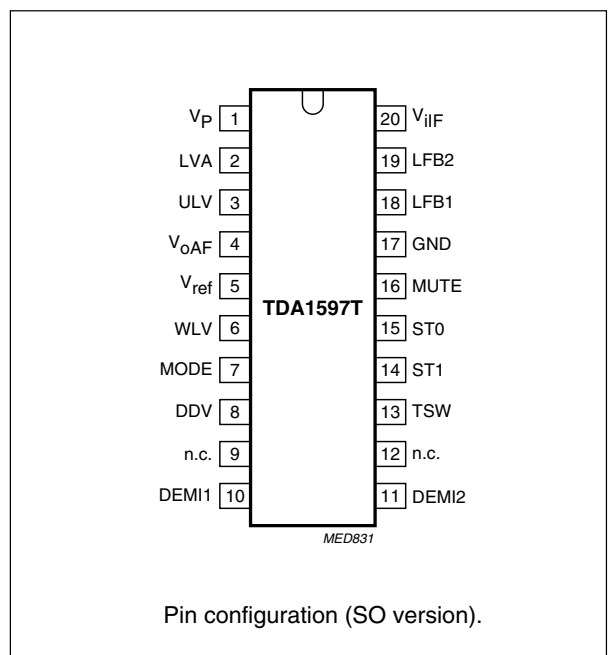 V_P 1 20 V_iIF
LVA 2 19 LFB2
ULV 3 18 LFB1
V_oAF 4 17 GND
V_ref 5 16 MUTE
TDA1597T
WLV 6 15 ST0
MODE 7 14 ST1
DDV 8 13 TSW
n.c. 9 12 n.c.
DEMI1 10 11 DEMI2
MED831
Pin configuration (SO version).